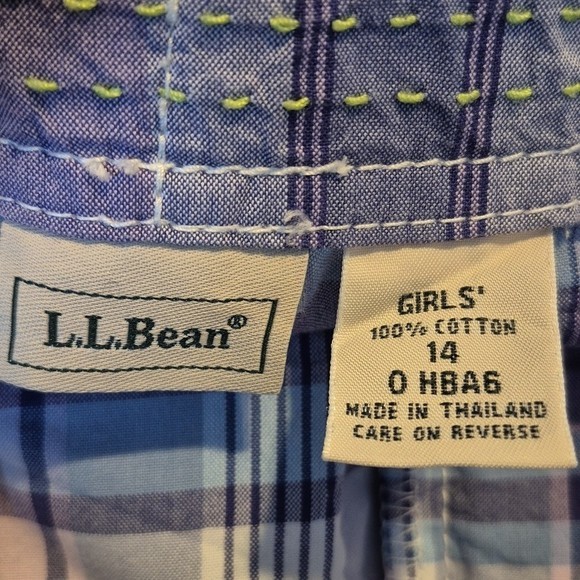 L.L.Bean®
GIRLS'
100% COTTON
14
0 HBA6
MADE IN THAILAND
CARE ON REVERSE